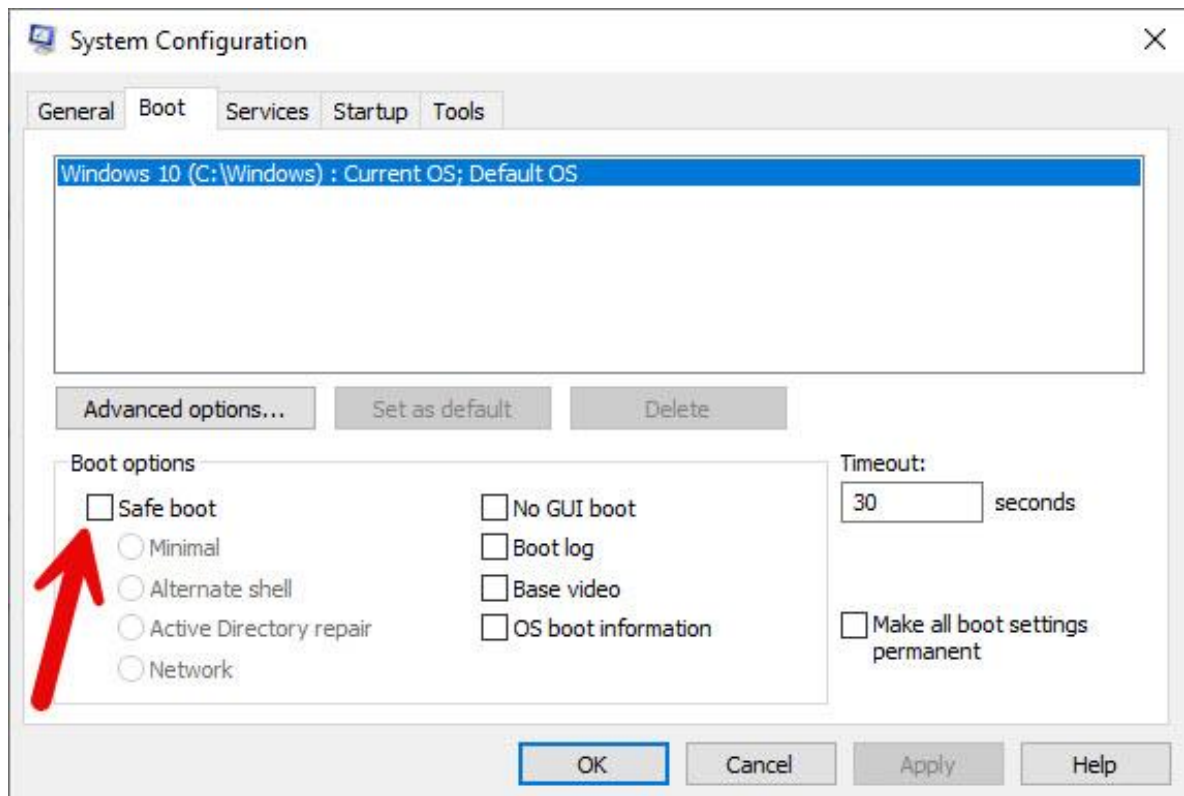 System Configuration
General Boot Services Startup Tools
Windows 10 (C:\Windows) : Current OS; Default OS
Advanced options... Set as default Delete
Boot options
Safe boot
Minimal
Alternate shell
Active Directory repair
Network
No GUI boot
Boot log
Base video
OS boot information
Timeout:
30 seconds
Make all boot settings
permanent
OK Cancel Apply Help